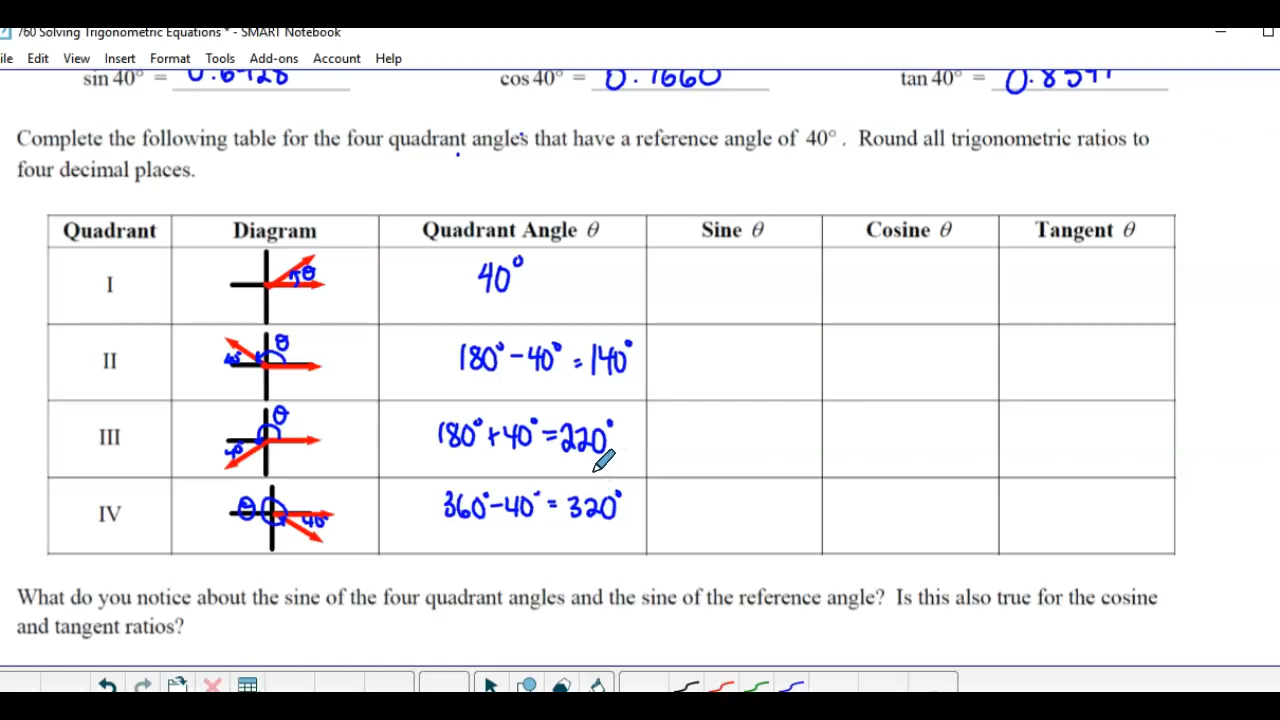 760 Solving Trigonometric Equations * - SMART Notebook
File Edit View Insert Format Tools Add-ons Account Help
sin 40° = 0.6428 cos 40° = 0.7660 tan 40° = 0.8391
Complete the following table for the four quadrant angles that have a reference angle of 40°. Round all trigonometric ratios to
four decimal places.
Quadrant Diagram Quadrant Angle θ Sine θ Cosine θ Tangent θ
I θ 40°
II 40° θ 180° - 40° = 140°
III 40° θ 180° + 40° = 220°
IV θ 40° 360° - 40° = 320°
What do you notice about the sine of the four quadrant angles and the sine of the reference angle? Is this also true for the cosine
and tangent ratios?